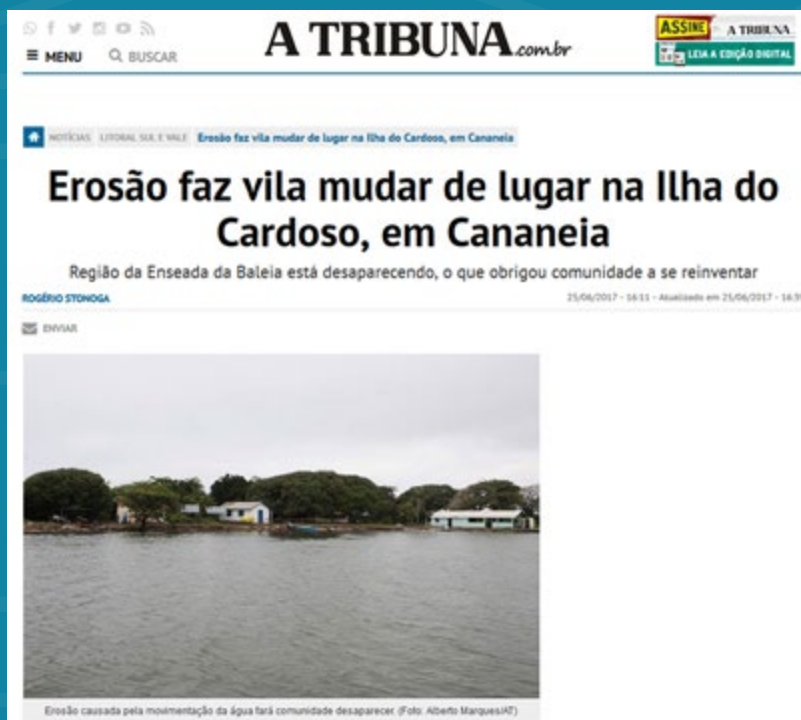 ASSINE A TRIBUNA
A TRIBUNA.com.br
MENU BUSCAR
LEIA A EDIÇÃO DIGITAL
NOTÍCIAS LITORAL SUL E VALE Erosão faz vila mudar de lugar na Ilha do Cardoso, em Cananeia
Erosão faz vila mudar de lugar na Ilha do
Cardoso, em Cananeia
Região da Enseada da Baleia está desaparecendo, o que obrigou comunidade a se reinventar
ROGÉRIO STONOGA 25/06/2017 - 16:11 - Atualizado em 25/06/2017 -
ENVIAR
Erosão causada pela movimentação da água fará comunidade desaparecer. (Foto: Alberto Marques/AT)